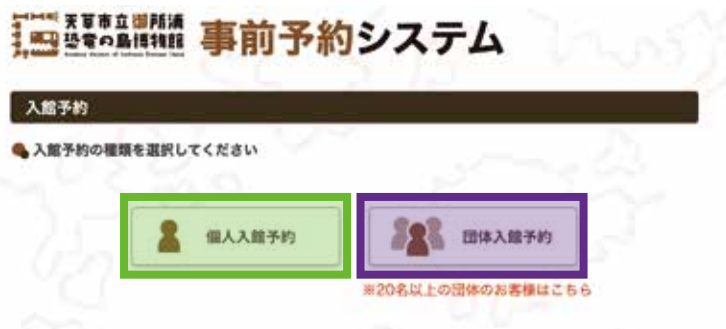 天草市立御所浦
恐竜の島博物館
事前予約システム
入館予約
入館予約の種類を選択してください
個人入館予約
団体入館予約
※20名以上の団体のお客様はこちら